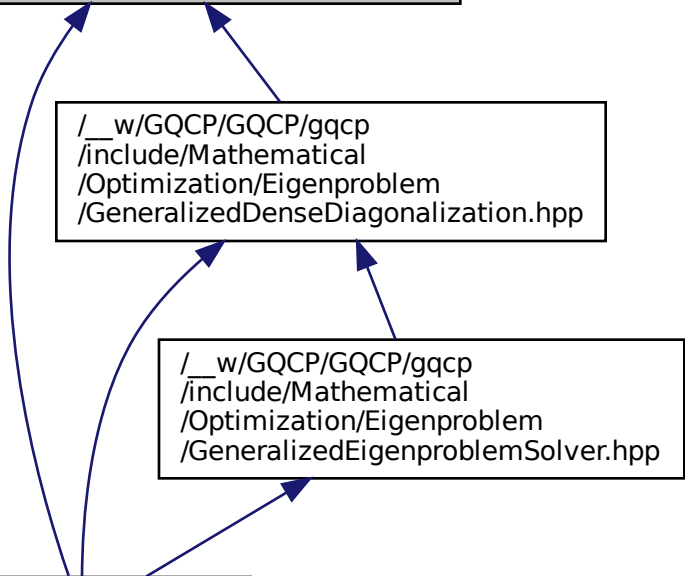 /__w/GQCP/GQCP/gqcp
/include/Mathematical
/Optimization/Eigenproblem
/GeneralizedDenseDiagonalization.hpp
/__w/GQCP/GQCP/gqcp
/include/Mathematical
/Optimization/Eigenproblem
/GeneralizedEigenproblemSolver.hpp